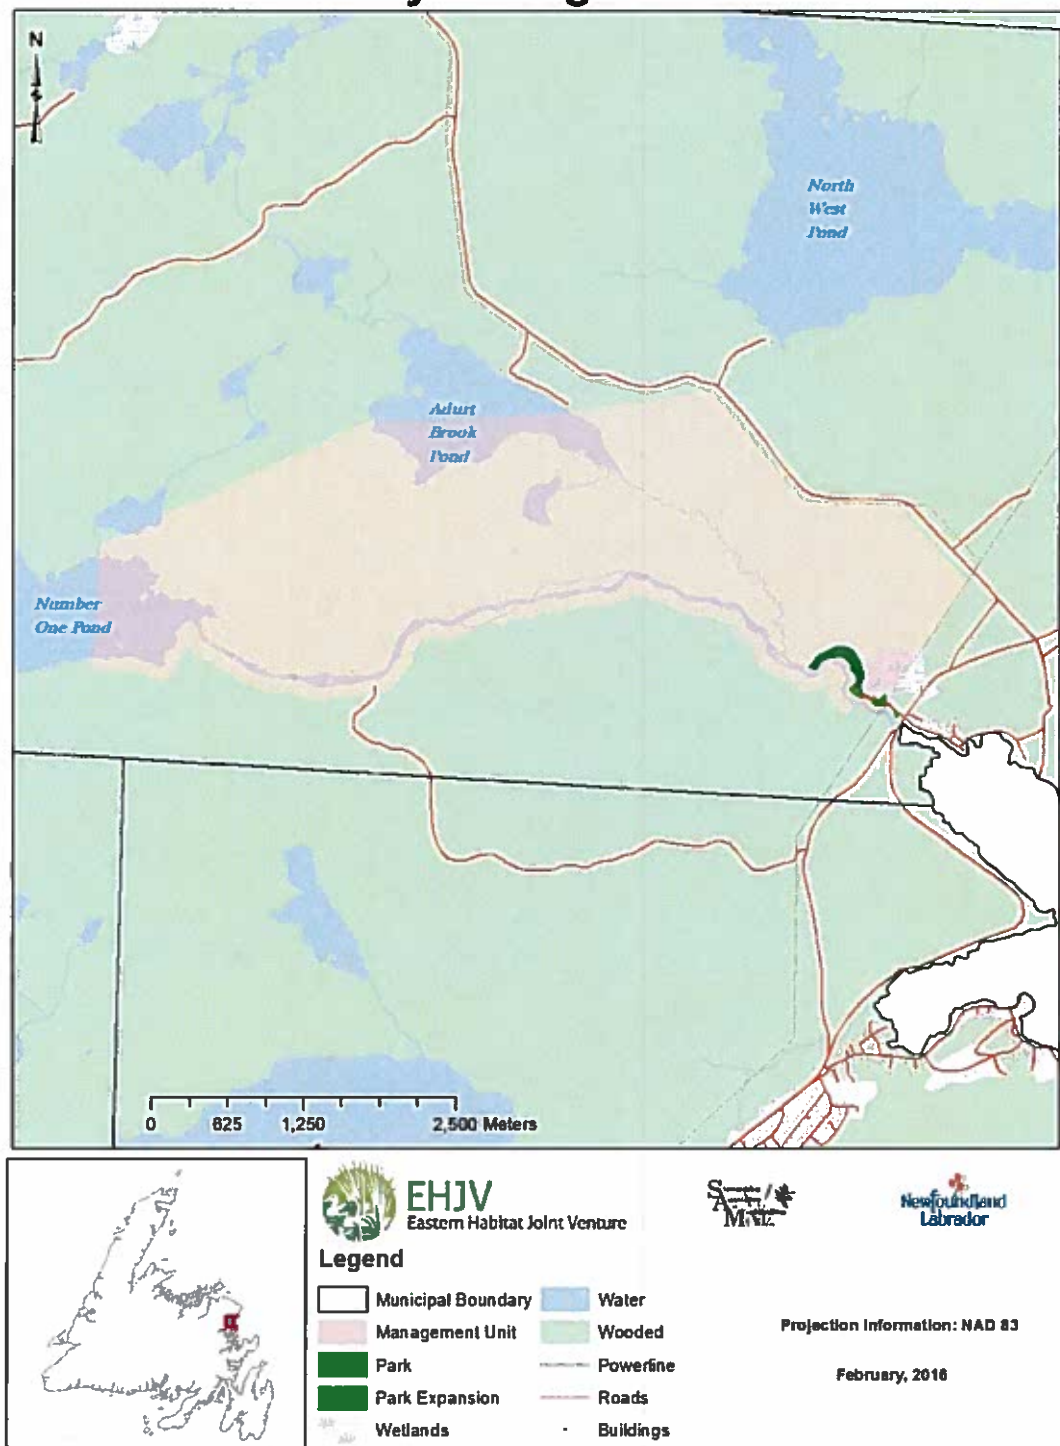 N
North
West
Pond
Adurt
Brook
Pond
Number
One Pond
0 625 1,250 2,500 Meters
EHJV
Eastern Habitat Joint Venture
Newfoundland
Labrador
Legend
Municipal Boundary
Water
Management Unit
Wooded
Park
Powerline
Park Expansion
Roads
Wetlands
Buildings
Projection Information: NAD 83
February, 2016